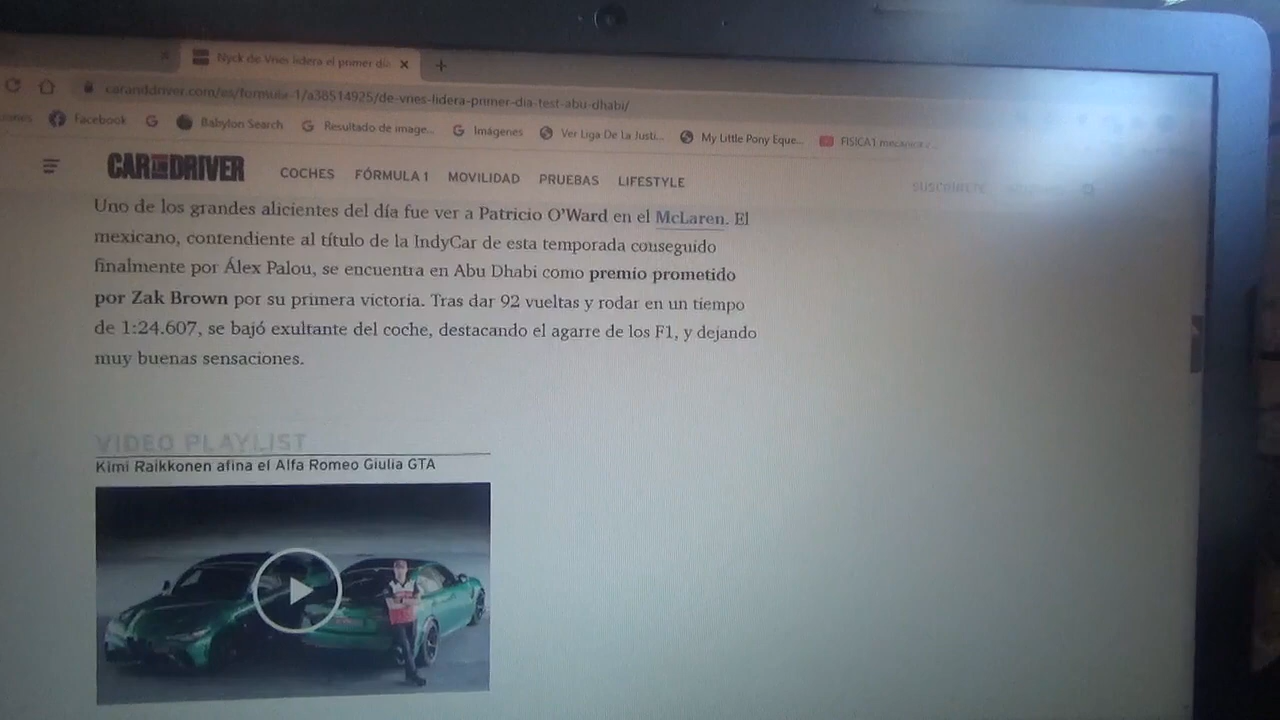 Nyck de Vries lidera el primer día
caranddriver.com/es/formula-1/a38514925/de-vries-lidera-primer-dia-test-abu-dhabi/
Facebook
Babylon Search
Resultado de image...
Imágenes
Ver Liga De La Justi...
My Little Pony Eque...
FISICA1 mecanica
CAR AND DRIVER
COCHES FÓRMULA 1 MOVILIDAD PRUEBAS LIFESTYLE
SUSCRÍBETE
Uno de los grandes alicientes del día fue ver a Patricio O’Ward en el McLaren. El
mexicano, contendiente al título de la IndyCar de esta temporada conseguido
finalmente por Álex Palou, se encuentra en Abu Dhabi como premio prometido
por Zak Brown por su primera victoria. Tras dar 92 vueltas y rodar en un tiempo
de 1:24.607, se bajó exultante del coche, destacando el agarre de los F1, y dejando
muy buenas sensaciones.
VIDEO PLAYLIST
Kimi Raikkonen afina el Alfa Romeo Giulia GTA